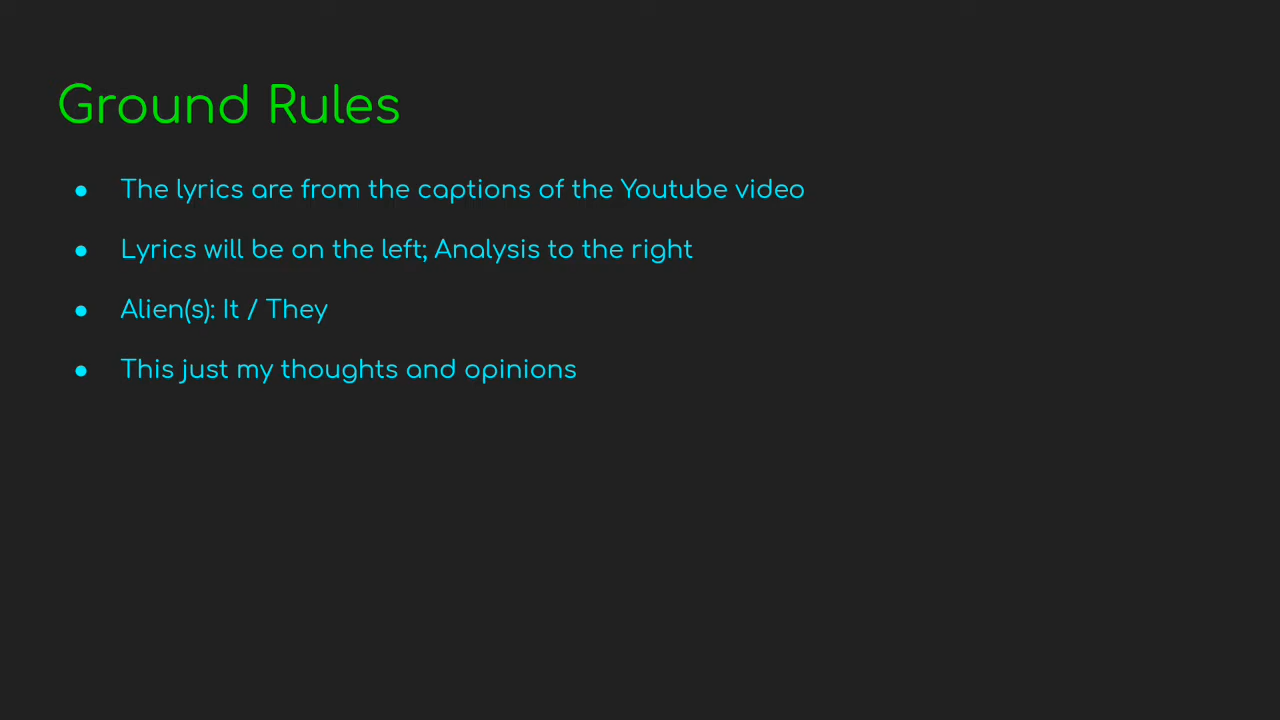 Ground Rules
● The lyrics are from the captions of the Youtube video
● Lyrics will be on the left; Analysis to the right
● Alien(s): It / They
● This just my thoughts and opinions